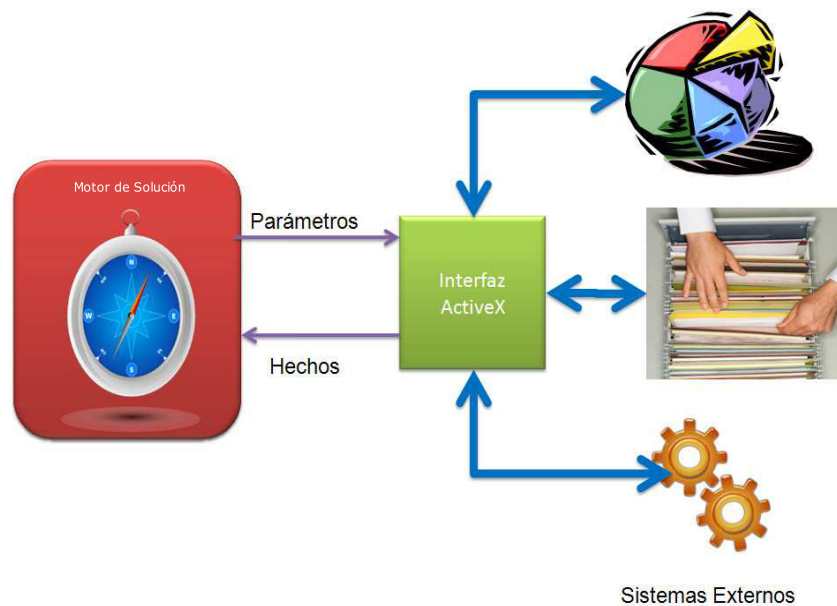 Motor de Solución
N
W
E
S
Parámetros
Hechos
Interfaz
ActiveX
Sistemas Externos